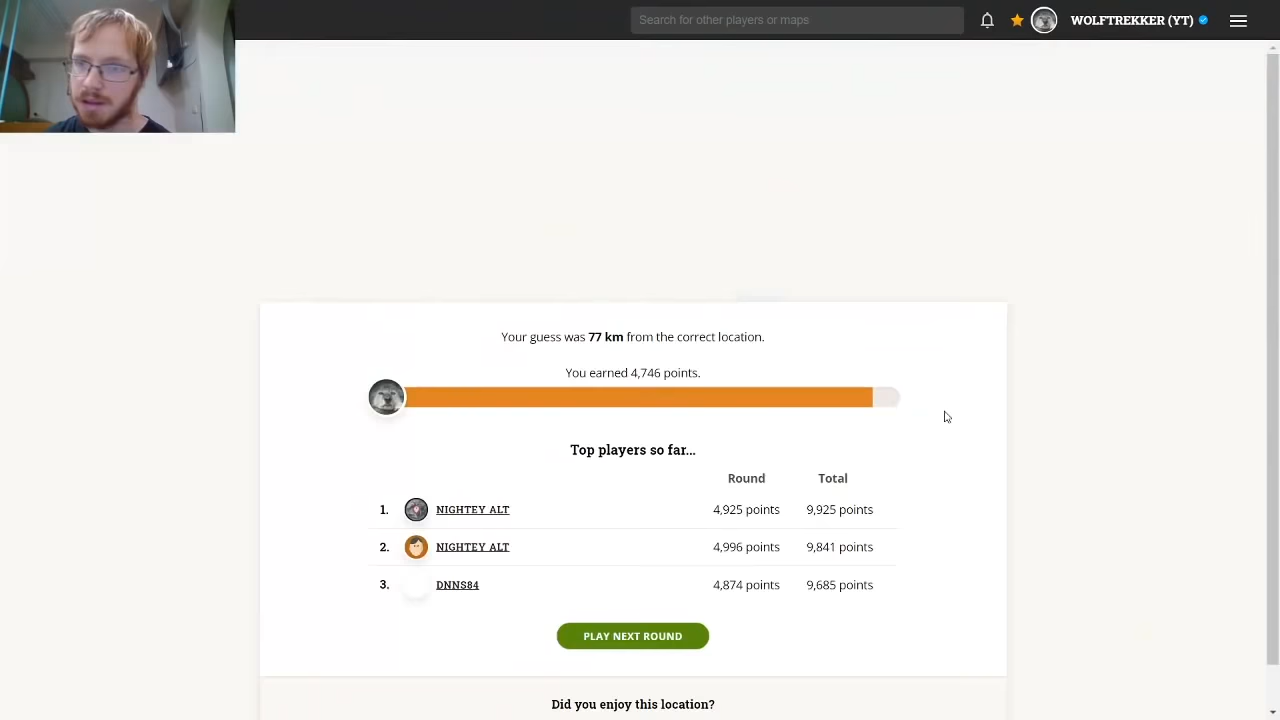 Search for other players or maps
WOLFTREKKER (YT)
Your guess was 77 km from the correct location.
You earned 4,746 points.
Top players so far...
Round Total
1. NIGHTEY ALT 4,925 points 9,925 points
2. NIGHTEY ALT 4,996 points 9,841 points
3. DNNS84 4,874 points 9,685 points
PLAY NEXT ROUND
Did you enjoy this location?